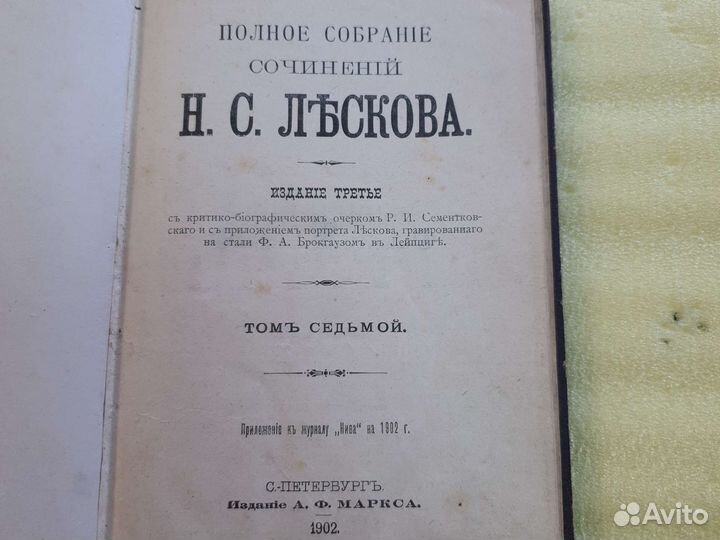 ПОЛНОЕ СОБРАНІЕ
СОЧИНЕНІЙ
Н. С. ЛѢСКОВА.
ИЗДАНІЕ ТРЕТЬЕ
съ критико-біографическимъ очеркомъ Р. И. Сементков-
скаго и съ приложеніемъ портрета Лѣскова, гравированнаго
на стали Ф. А. Брокгаузомъ въ Лейпцигѣ.
ТОМЪ СЕДЬМОЙ.
Приложеніе къ журналу „Нива" на 1902 г.
С.-ПЕТЕРБУРГЪ.
Изданіе А. Ф. МАРКСА.
1902.
Avito